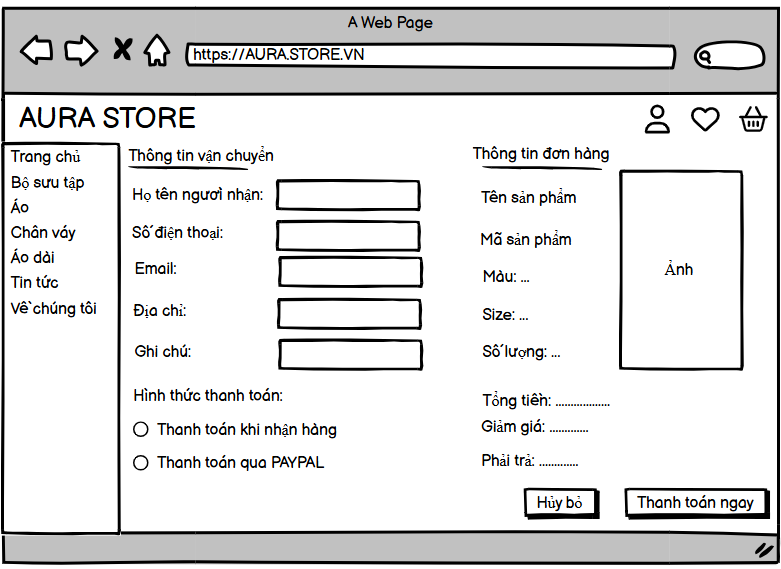 A Web Page
https://AURA.STORE.VN
AURA STORE
Trang chủ
Bộ sưu tập
Áo
Chân váy
Áo dài
Tin tức
Về chúng tôi
Thông tin vận chuyển
Họ tên người nhận:
Số điện thoại:
Email:
Địa chỉ:
Ghi chú:
Hình thức thanh toán:
Thanh toán khi nhận hàng
Thanh toán qua PAYPAL
Thông tin đơn hàng
Tên sản phẩm
Mã sản phẩm
Màu: ...
Size: ...
Số lượng: ...
Ảnh
Tổng tiền: ..................
Giảm giá: .............
Phải trả: .............
Hủy bỏ
Thanh toán ngay